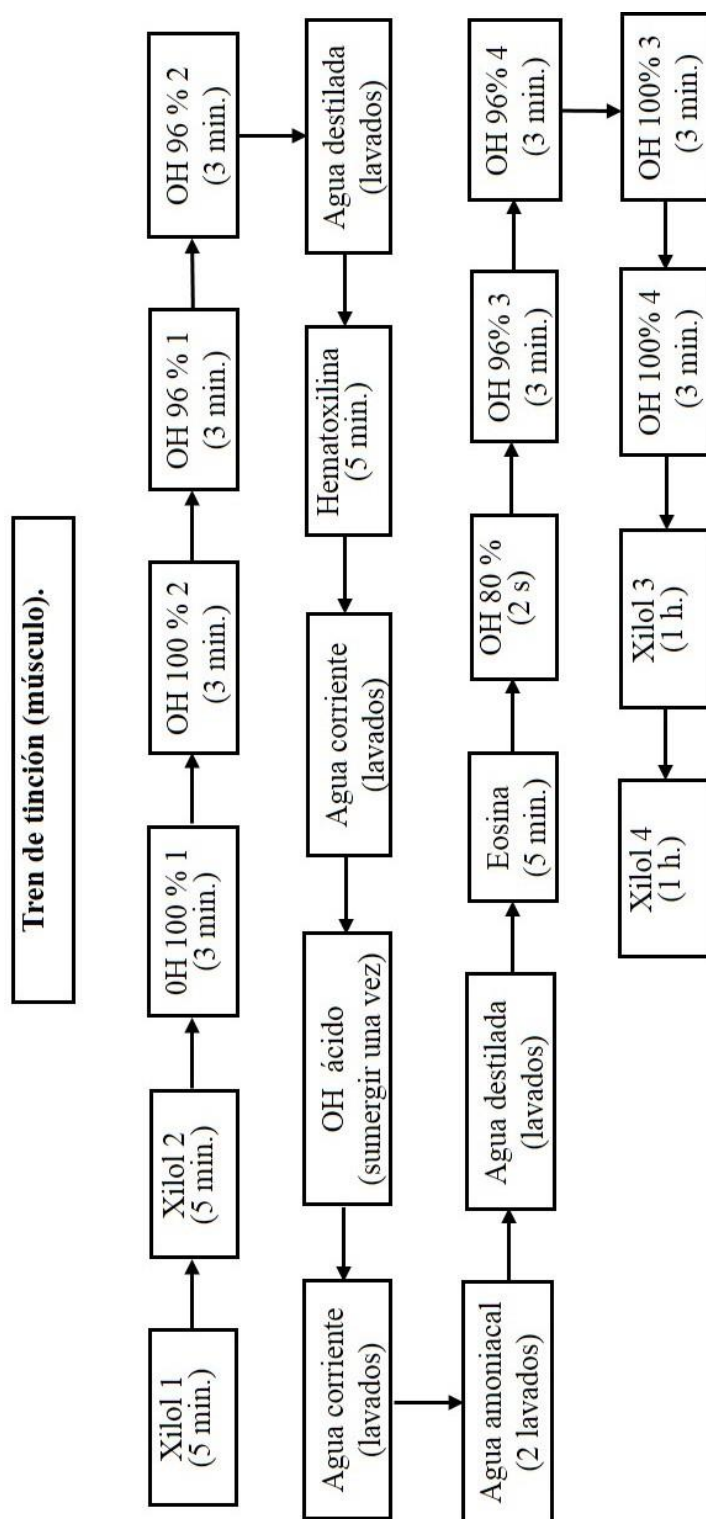 Tren de tinción (músculo).
Xilol 1
(5 min.)
Xilol 2
(5 min.)
0H 100 % 1
(3 min.)
OH 100 % 2
(3 min.)
OH 96 % 1
(3 min.)
OH 96 % 2
(3 min.)
Agua destilada
(lavados)
Hematoxilina
(5 min.)
Agua corriente
(lavados)
OH ácido
(sumergir una vez)
Agua corriente
(lavados)
Agua amoniacal
(2 lavados)
Agua destilada
(lavados)
Eosina
(5 min.)
OH 80 %
(2 s)
OH 96% 3
(3 min.)
OH 96% 4
(3 min.)
OH 100% 3
(3 min.)
OH 100% 4
(3 min.)
Xilol 3
(1 h.)
Xilol 4
(1 h.)